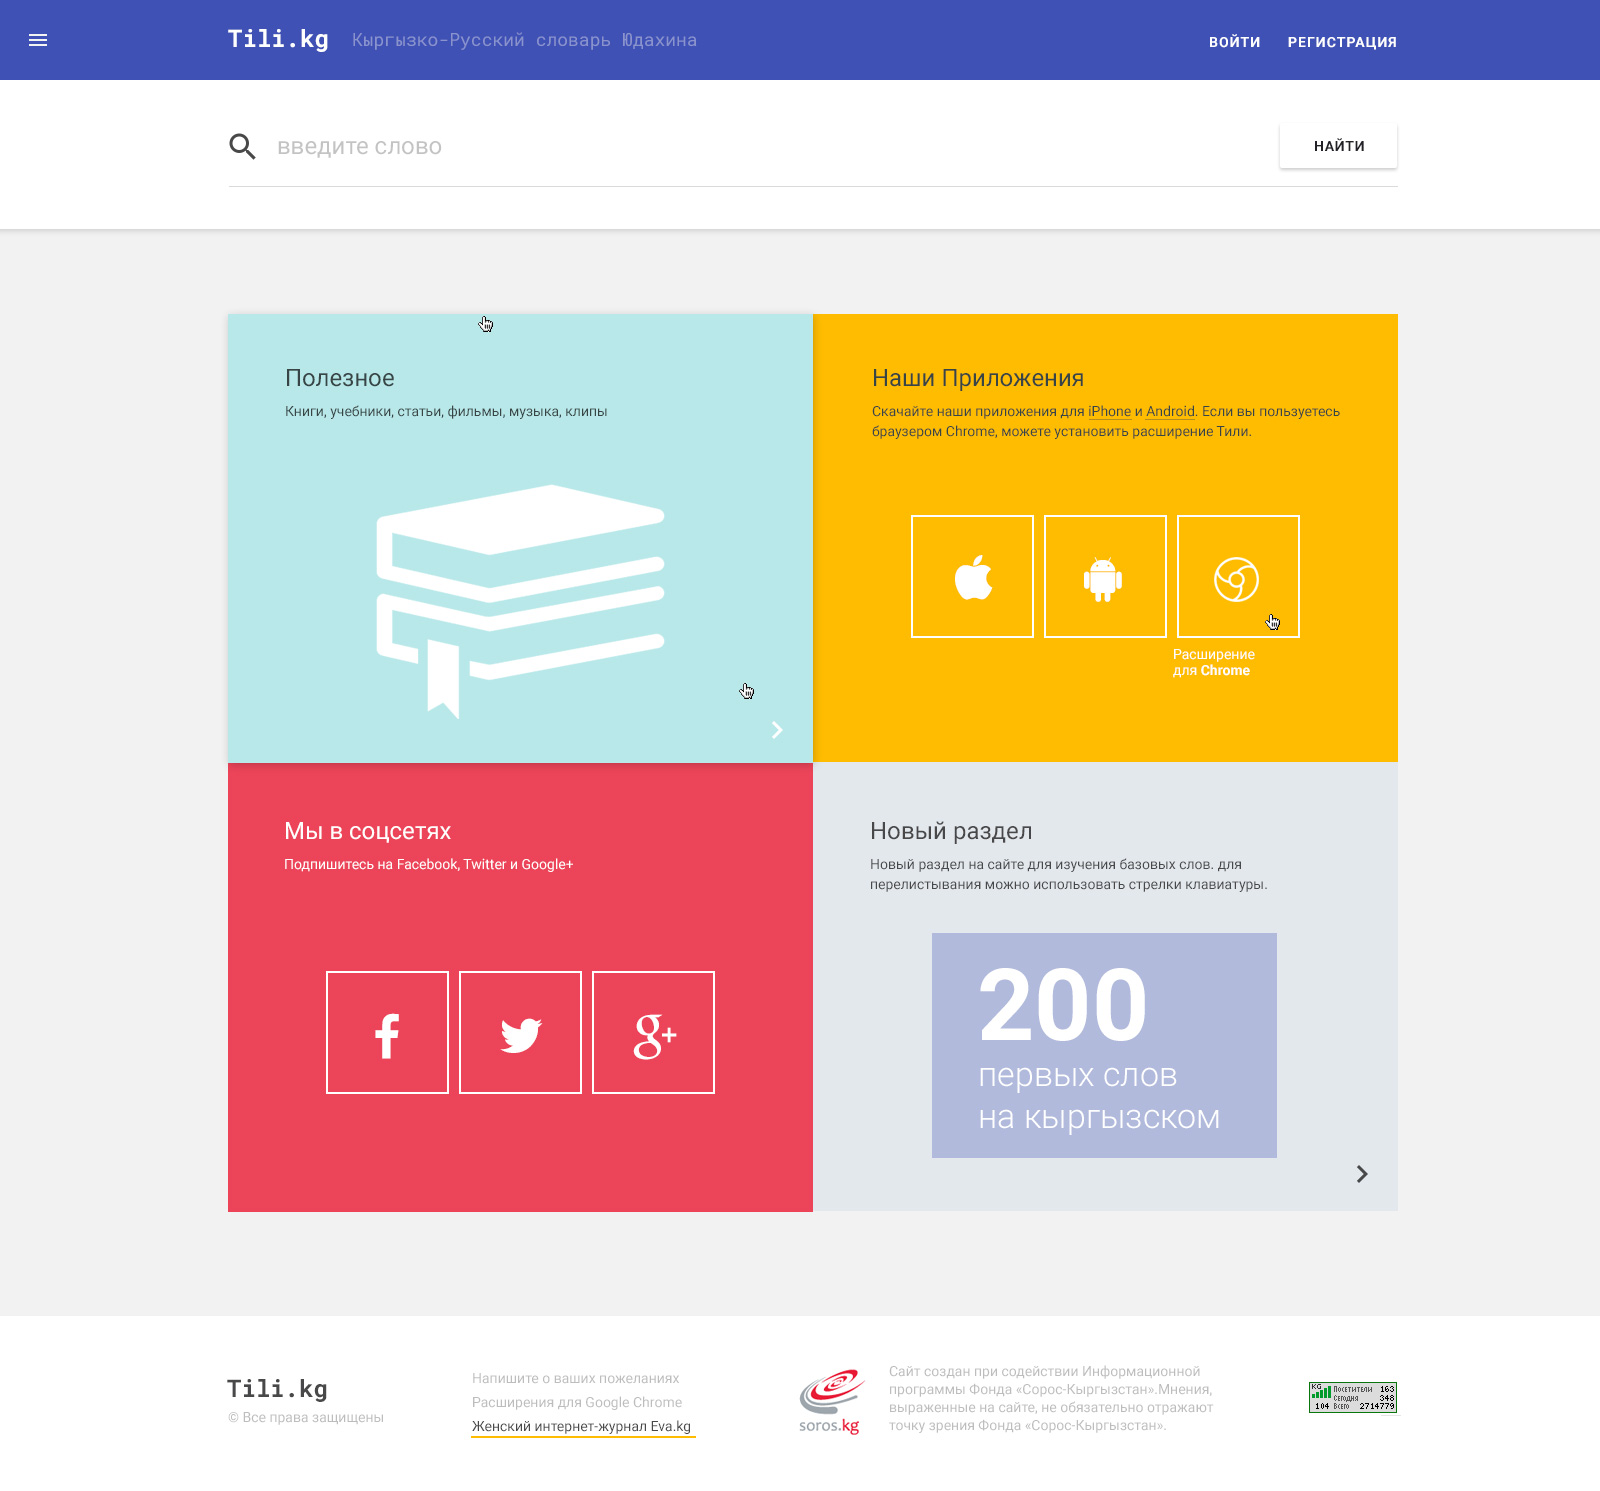 Tili.kg Кыргызко-Русский словарь Юдахина
ВОЙТИ РЕГИСТРАЦИЯ
введите слово
НАЙТИ
Полезное
Книги, учебники, статьи, фильмы, музыка, клипы
Наши Приложения
Скачайте наши приложения для iPhone и Android. Если вы пользуетесь
браузером Chrome, можете установить расширение Тили.
Расширение
для Chrome
Мы в соцсетях
Подпишитесь на Facebook, Twitter и Google+
g+
Новый раздел
Новый раздел на сайте для изучения базовых слов. для
перелистывания можно использовать стрелки клавиатуры.
200
первых слов
на кыргызском
Tili.kg
© Все права защищены
Напишите о ваших пожеланиях
Расширения для Google Chrome
Женский интернет-журнал Eva.kg
soros.kg
Сайт создан при содействии Информационной
программы Фонда «Сорос-Кыргызстан».Мнения,
выраженные на сайте, не обязательно отражают
точку зрения Фонда «Сорос-Кыргызстан».
KG Посетители 163
Сегодня 348
104 Всего 2714779